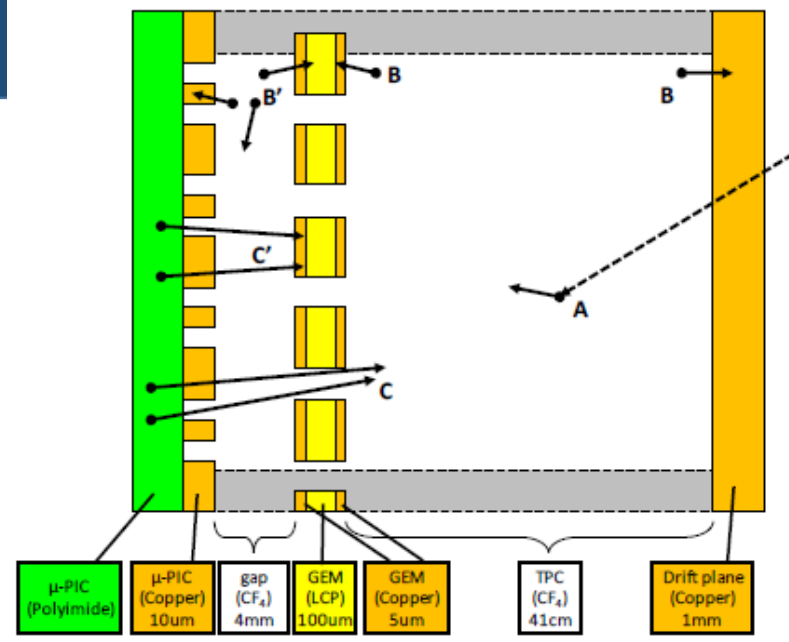 B
B
B'
C'
A
C
μ-PIC
(Polyimide)
μ-PIC
(Copper)
10um
gap
(CF₄)
4mm
GEM
(LCP)
100um
GEM
(Copper)
5um
TPC
(CF₄)
41cm
Drift plane
(Copper)
1mm